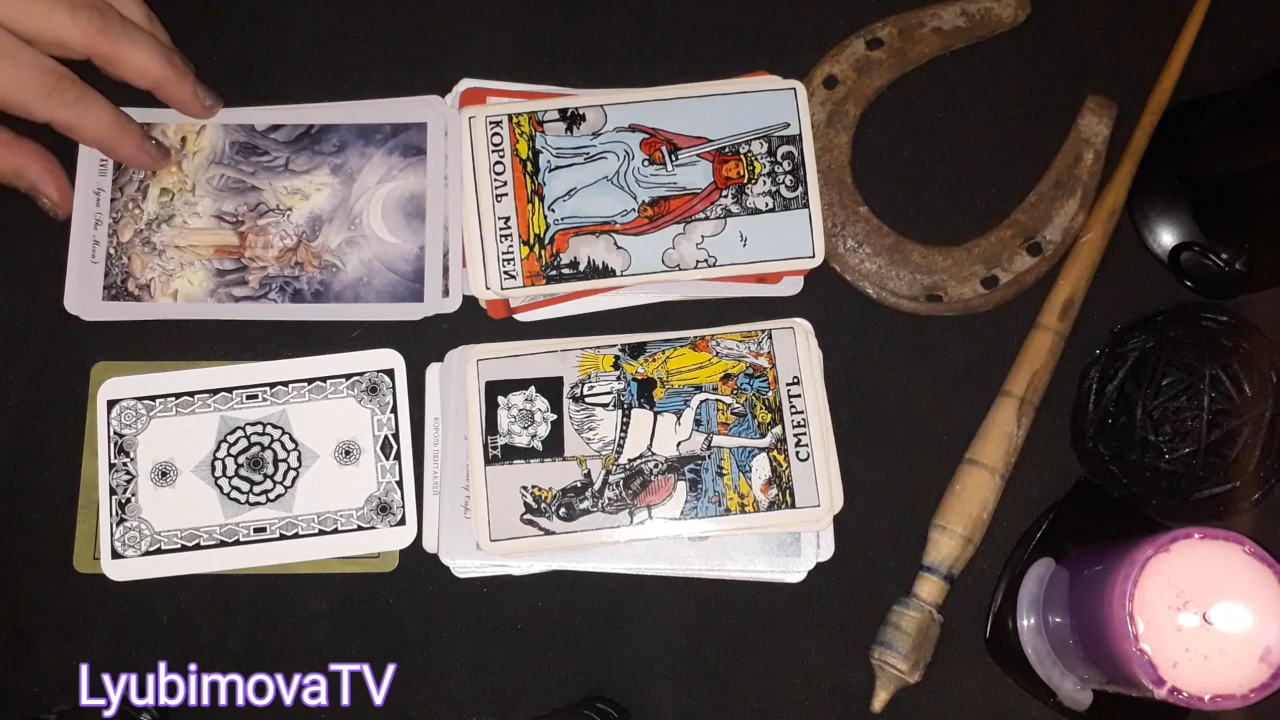 XVIII Луна (The Moon)
КОРОЛЬ МЕЧЕЙ
КОРОЛЬ ПЕНТАКЛЕЙ
XIII
СМЕРТЬ
LyubimovaTV